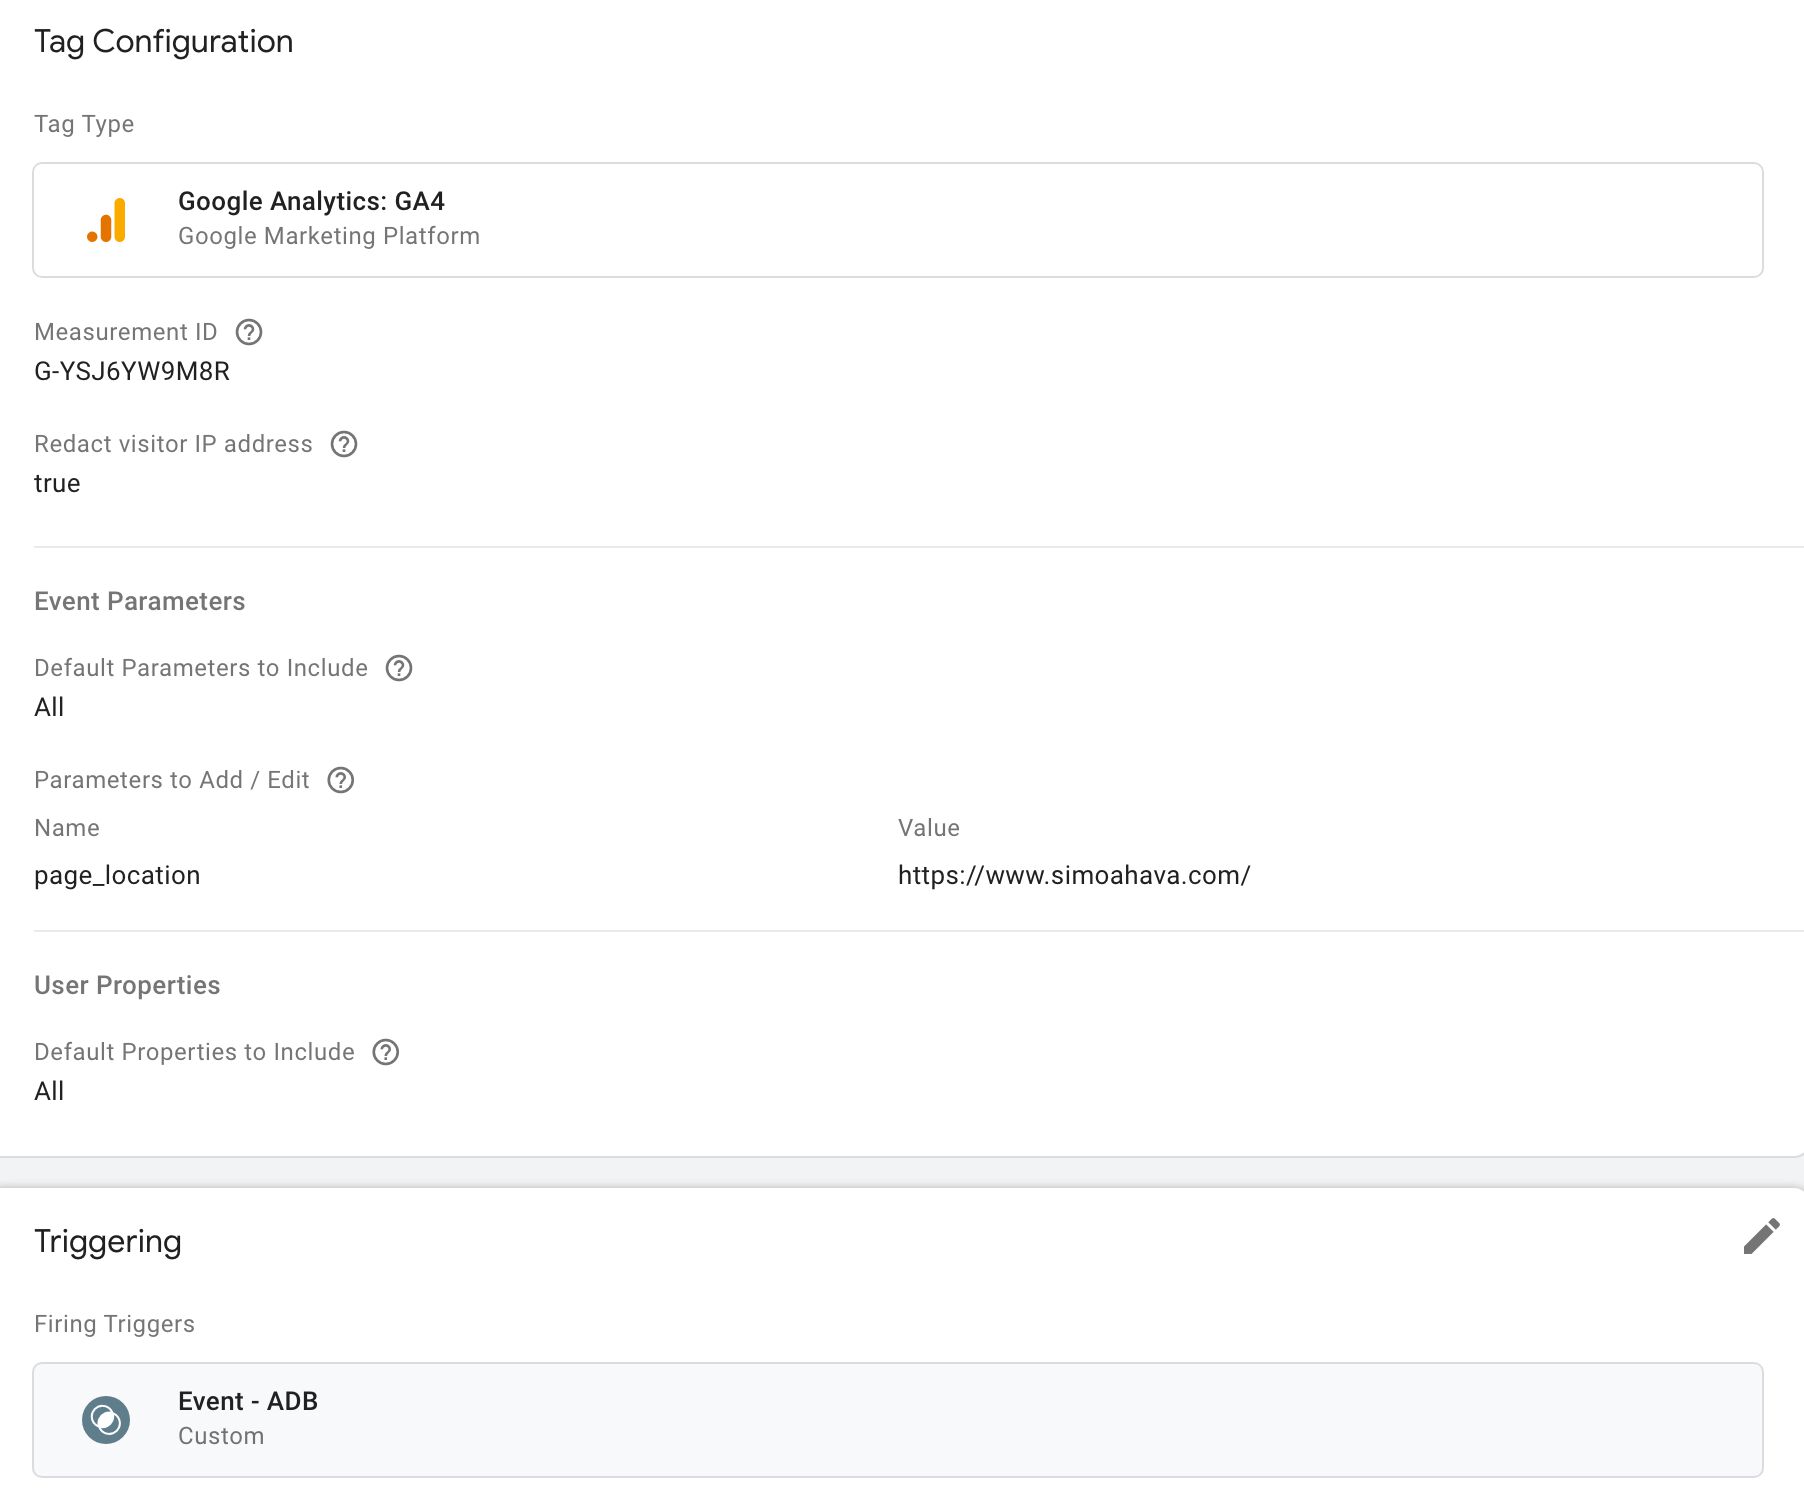 Tag Configuration
Tag Type
Google Analytics: GA4
Google Marketing Platform
Measurement ID
G-YSJ6YW9M8R
Redact visitor IP address
true
Event Parameters
Default Parameters to Include
All
Parameters to Add / Edit
Name Value
page_location https://www.simoahava.com/
User Properties
Default Properties to Include
All
Triggering
Firing Triggers
Event - ADB
Custom